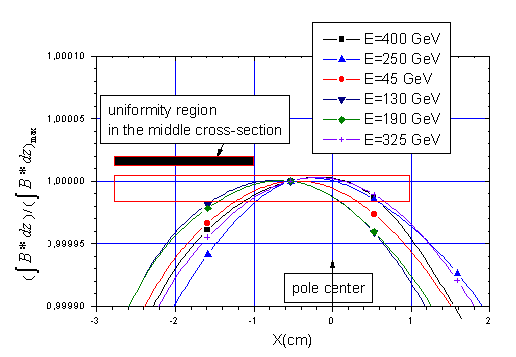 E=400 GeV
E=250 GeV
E=45 GeV
E=130 GeV
E=190 GeV
E=325 GeV
1,00010
1,00005
1,00000
0,99995
0,99990
uniformity region
in the middle cross-section
pole center
(∫ B * dz) / (∫ B * dz)max
-3 -2 -1 0 1 2
X(cm)